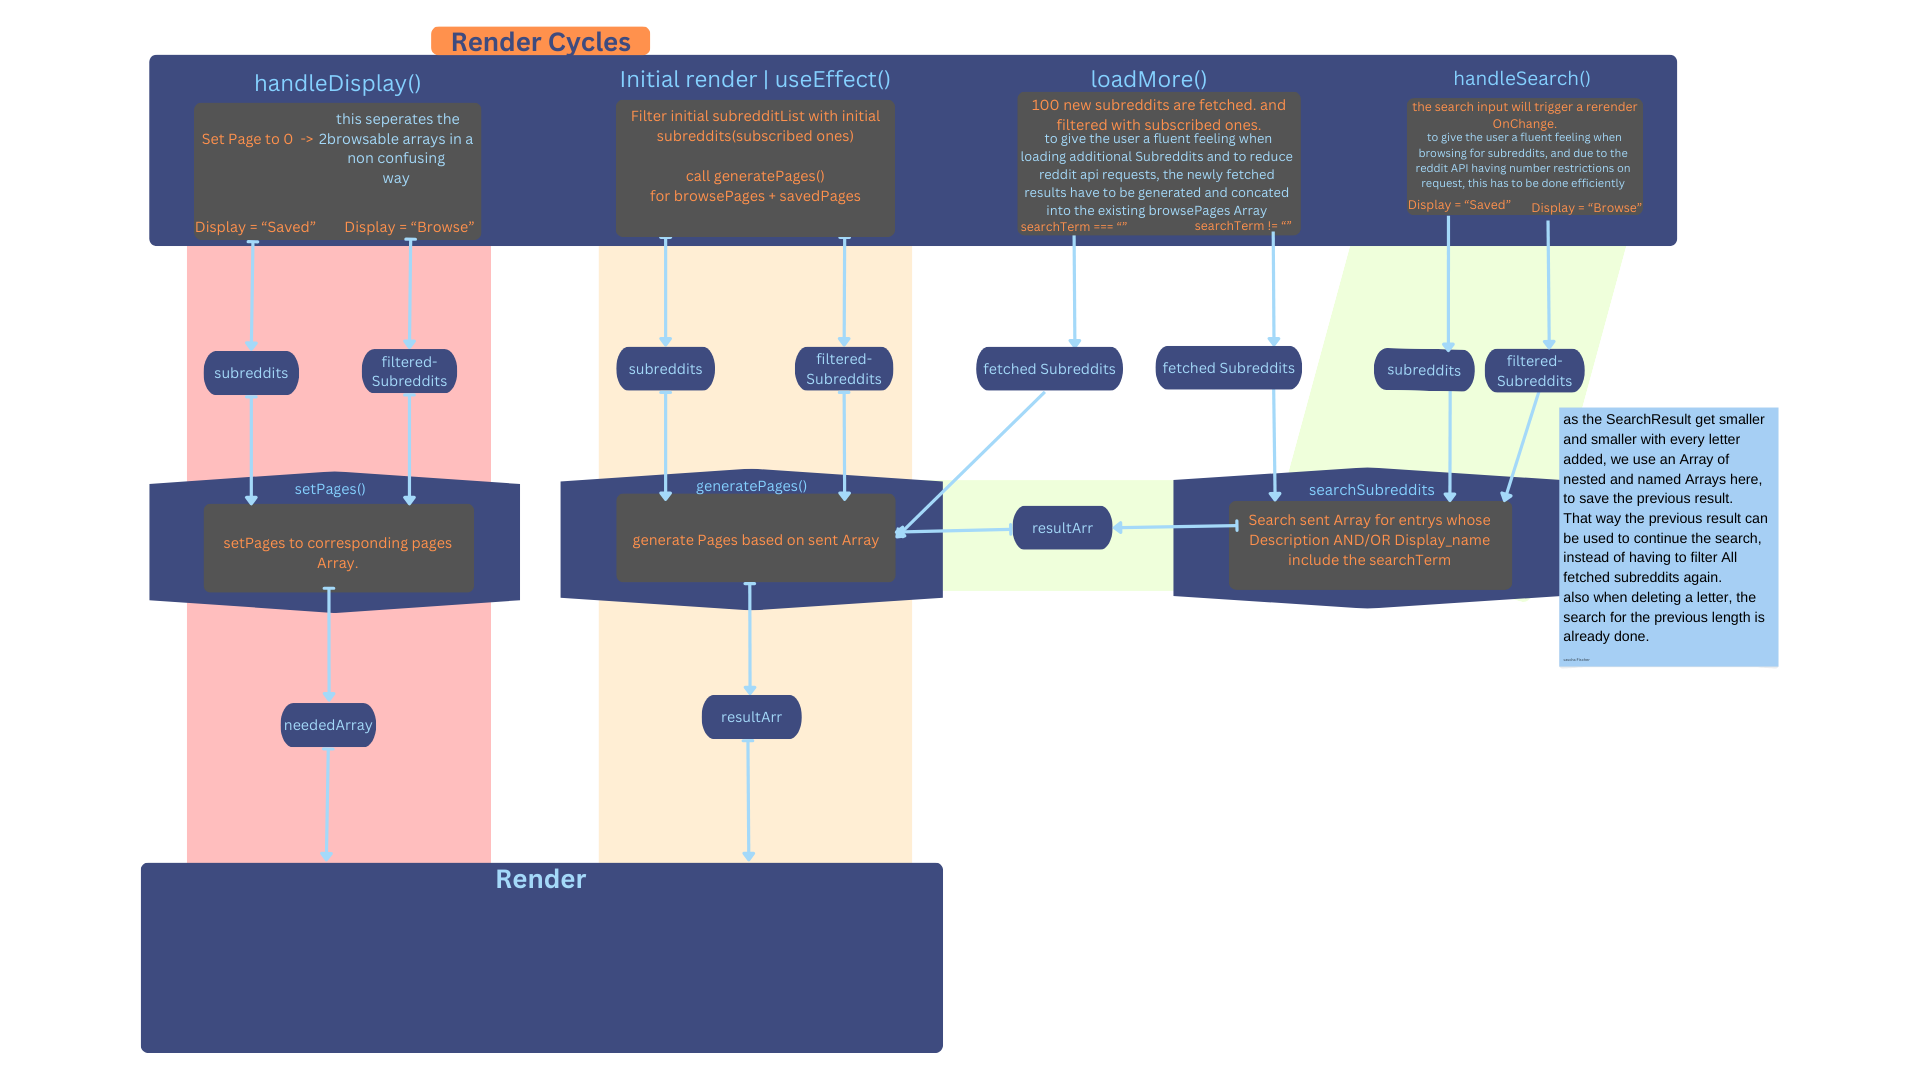 Render Cycles
handleDisplay()
Set Page to 0 ->
this seperates the
2browsable arrays in a
non confusing
way
Display = “Saved”
Display = “Browse”
Initial render | useEffect()
Filter initial subredditList with initial
subreddits(subscribed ones)
call generatePages()
for browsePages + savedPages
loadMore()
100 new subreddits are fetched. and
filtered with subscribed ones.
to give the user a fluent feeling when
loading additional Subreddits and to reduce
reddit api requests, the newly fetched
results have to be generated and concated
into the existing browsePages Array
searchTerm === “”
searchTerm != “”
handleSearch()
the search input will trigger a rerender
OnChange.
to give the user a fluent feeling when
browsing for subreddits, and due to the
reddit API having number restrictions on
request, this has to be done efficiently
Display = “Saved”
Display = “Browse”
subreddits
filtered-
Subreddits
subreddits
filtered-
Subreddits
fetched Subreddits
fetched Subreddits
subreddits
filtered-
Subreddits
setPages()
setPages to corresponding pages
Array.
generatePages()
generate Pages based on sent Array
resultArr
searchSubreddits
Search sent Array for entrys whose
Description AND/OR Display_name
include the searchTerm
as the SearchResult get smaller
and smaller with every letter
added, we use an Array of
nested and named Arrays here,
to save the previous result.
That way the previous result can
be used to continue the search,
instead of having to filter All
fetched subreddits again.
also when deleting a letter, the
search for the previous length is
already done.
neededArray
resultArr
Render